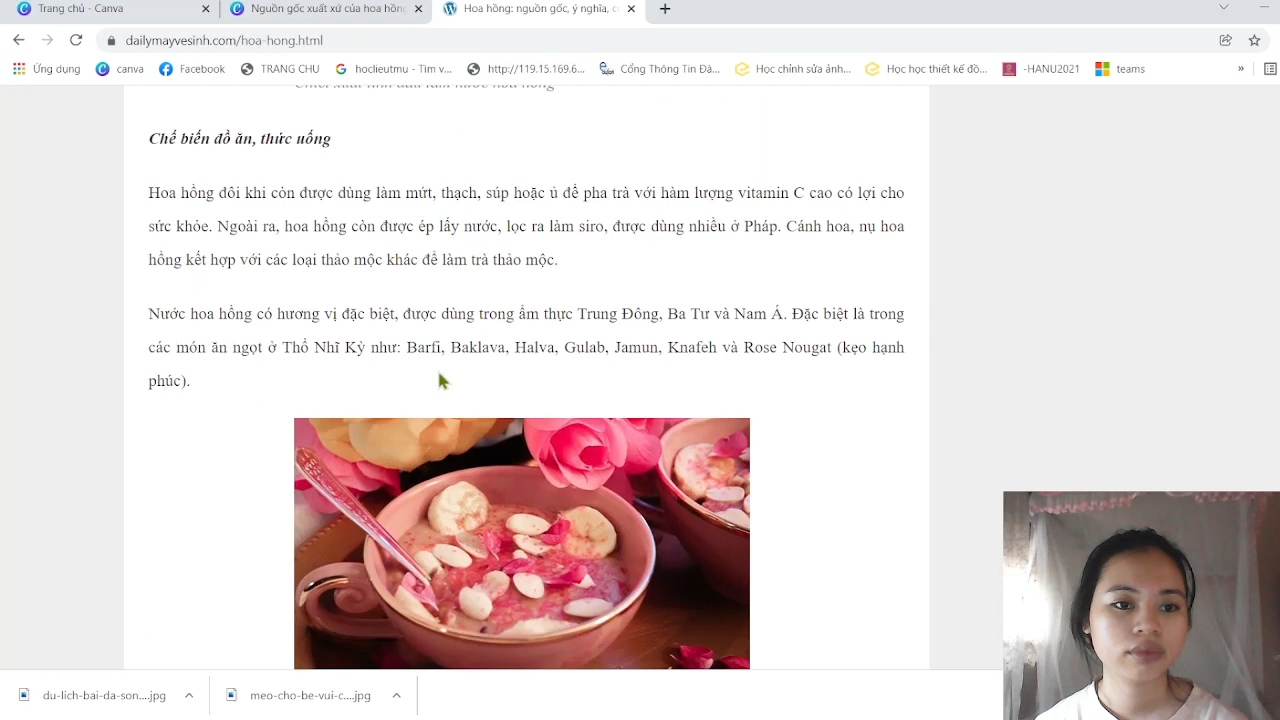 Trang chủ - Canva
Nguồn gốc xuất xứ của hoa hồng
Hoa hồng: nguồn gốc, ý nghĩa, c
dailymayvesinh.com/hoa-hong.html
Ứng dụng
canva
Facebook
TRANG CHU
hoclieutmu - Tìm v...
http://119.15.169.6...
Cổng Thông Tin Đà...
Học chỉnh sửa ảnh...
Học học thiết kế đồ...
-HANU2021
teams
»
Chiết xuất tinh dầu làm nước hoa hồng
Chế biến đồ ăn, thức uống
Hoa hồng đôi khi còn được dùng làm mứt, thạch, súp hoặc ủ để pha trà với hàm lượng vitamin C cao có lợi cho
sức khỏe. Ngoài ra, hoa hồng còn được ép lấy nước, lọc ra làm siro, được dùng nhiều ở Pháp. Cánh hoa, nụ hoa
hồng kết hợp với các loại thảo mộc khác để làm trà thảo mộc.
Nước hoa hồng có hương vị đặc biệt, được dùng trong ẩm thực Trung Đông, Ba Tư và Nam Á. Đặc biệt là trong
các món ăn ngọt ở Thổ Nhĩ Kỳ như: Barfi, Baklava, Halva, Gulab, Jamun, Knafeh và Rose Nougat (kẹo hạnh
phúc).
du-lich-bai-da-son....jpg
meo-cho-be-vui-c....jpg